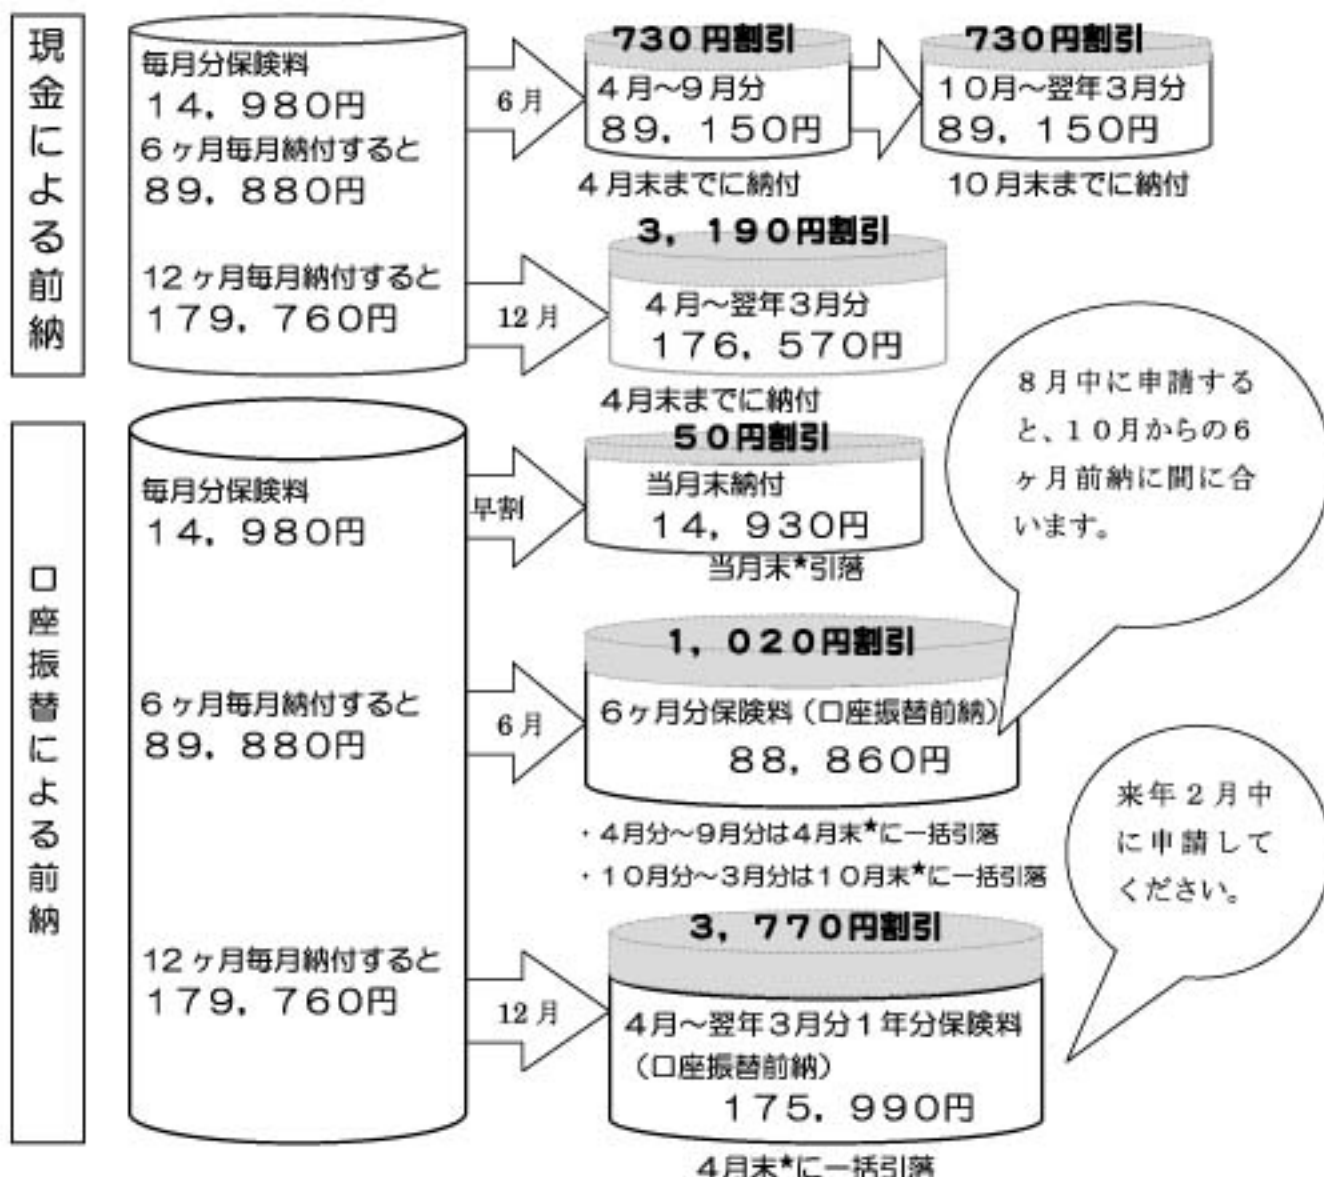 現金による前納
毎月分保険料
14,980円
6ヶ月毎月納付すると
89,880円
12ヶ月毎月納付すると
179,760円
6月
730円割引
4月～9月分
89,150円
4月末までに納付
730円割引
10月～翌年3月分
89,150円
10月末までに納付
12月
3,190円割引
4月～翌年3月分
176,570円
4月末までに納付
口座振替による前納
毎月分保険料
14,980円
6ヶ月毎月納付すると
89,880円
12ヶ月毎月納付すると
179,760円
早割
50円割引
当月末納付
14,930円
当月末★引落
6月
1,020円割引
6ヶ月分保険料（口座振替前納）
88,860円
・4月分～9月分は4月末★に一括引落
・10月分～3月分は10月末★に一括引落
8月中に申請する
と、10月からの6
ヶ月前納に間に合
います。
12月
3,770円割引
4月～翌年3月分1年分保険料
（口座振替前納）
175,990円
4月末★に一括引落
来年2月中
に申請して
ください。